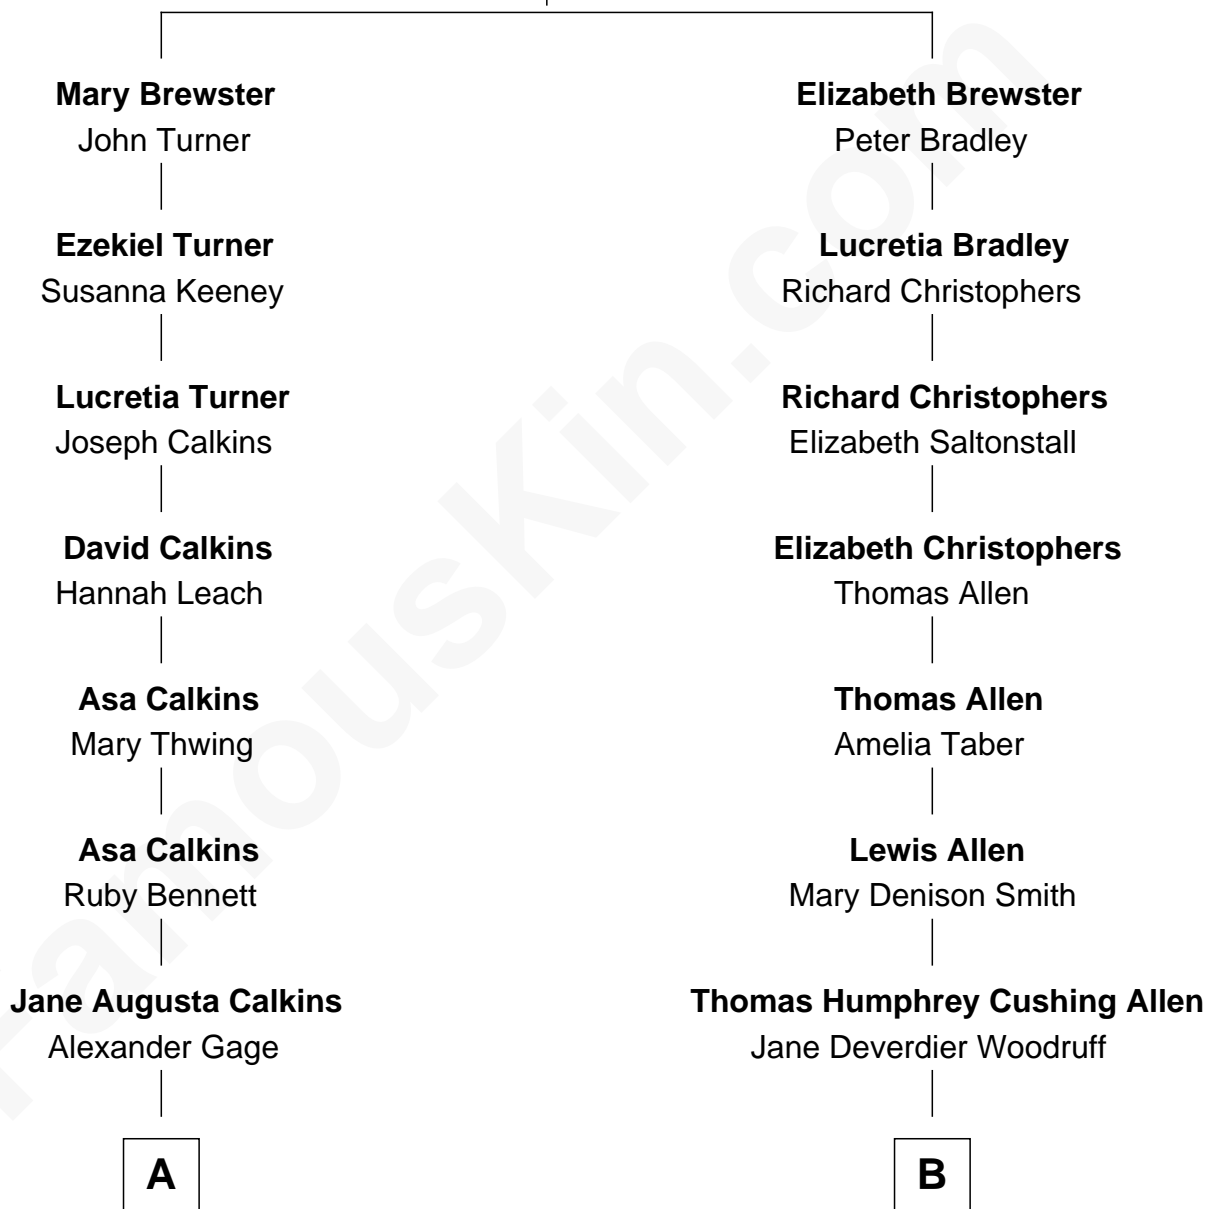 Mary Brewster
John Turner
Ezekiel Turner
Susanna Keeney
Lucretia Turner
Joseph Calkins
David Calkins
Hannah Leach
Asa Calkins
Mary Thwing
Asa Calkins
Ruby Bennett
Jane Augusta Calkins
Alexander Gage
A
Elizabeth Brewster
Peter Bradley
Lucretia Bradley
Richard Christophers
Richard Christophers
Elizabeth Saltonstall
Elizabeth Christophers
Thomas Allen
Thomas Allen
Amelia Taber
Lewis Allen
Mary Denison Smith
Thomas Humphrey Cushing Allen
Jane Deverdier Woodruff
B
FamousKin.com